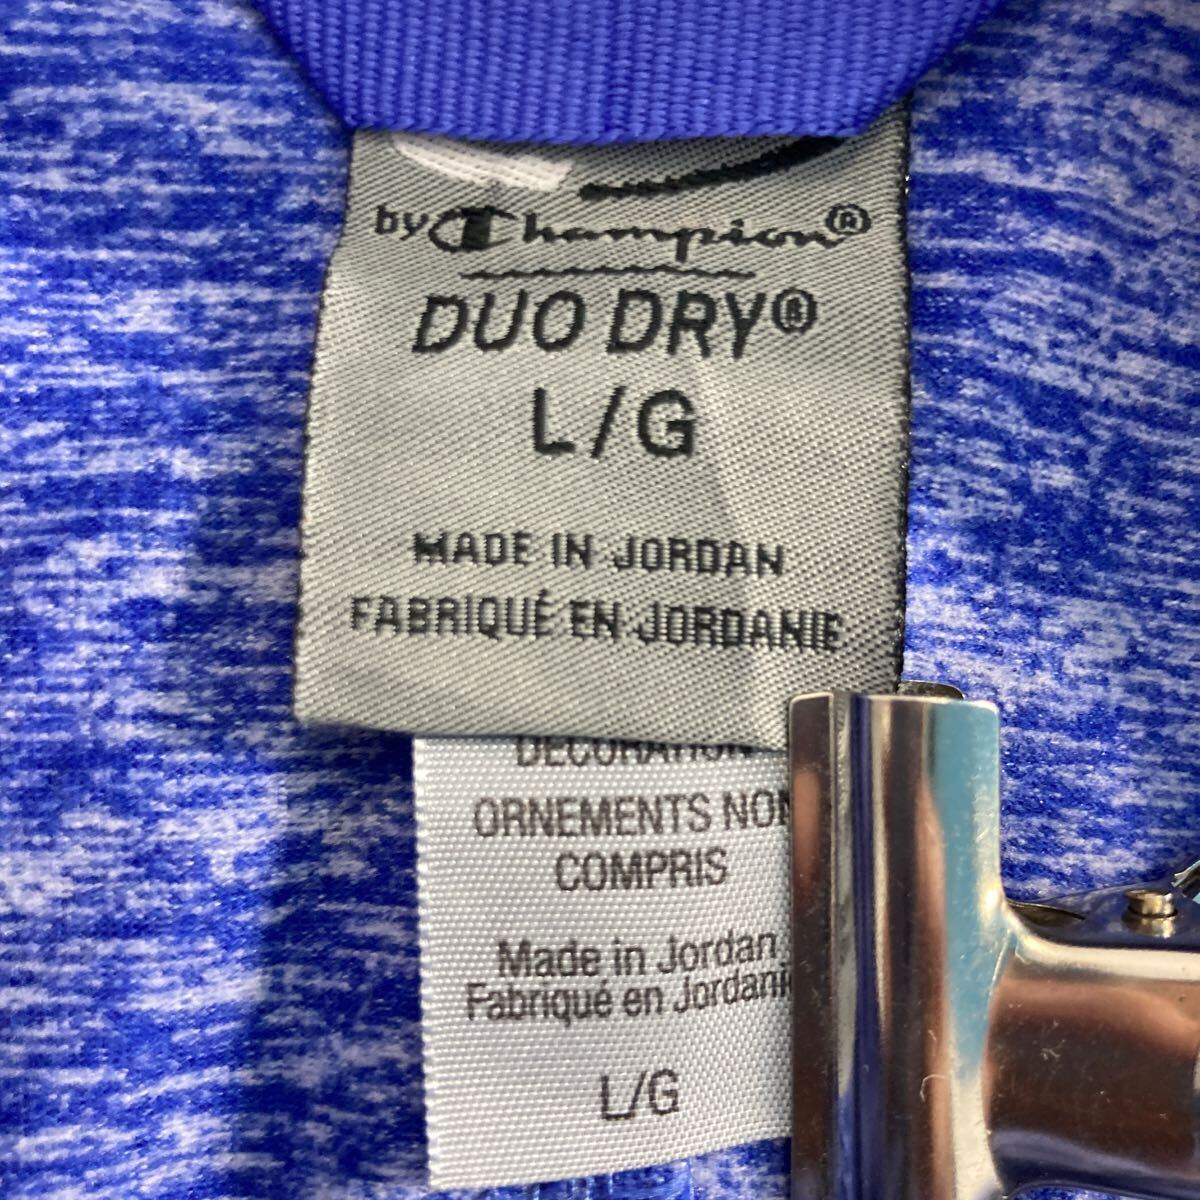 by Champion®
DUO DRY®
L/G
MADE IN JORDAN
FABRIQUÉ EN JORDANIE
DECORATION
ORNEMENTS NON
COMPRIS
Made in Jordan
Fabriqué en Jordanie
L/G